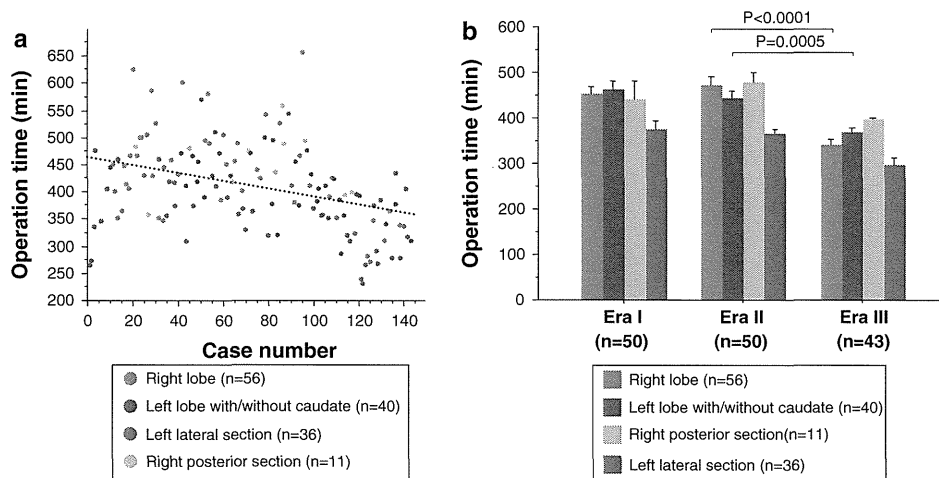 a
Operation time (min)
650
600
550
500
450
400
350
300
250
200
0
20
40
60
80
100
120
140
Case number
Right lobe (n=56)
Left lobe with/without caudate (n=40)
Left lateral section (n=36)
Right posterior section (n=11)
b
Operation time (min)
600
500
400
300
200
100
0
P<0.0001
P=0.0005
Era I
(n=50)
Era II
(n=50)
Era III
(n=43)
Right lobe (n=56)
Left lobe with/without caudate (n=40)
Right posterior section(n=11)
Left lateral section (n=36)